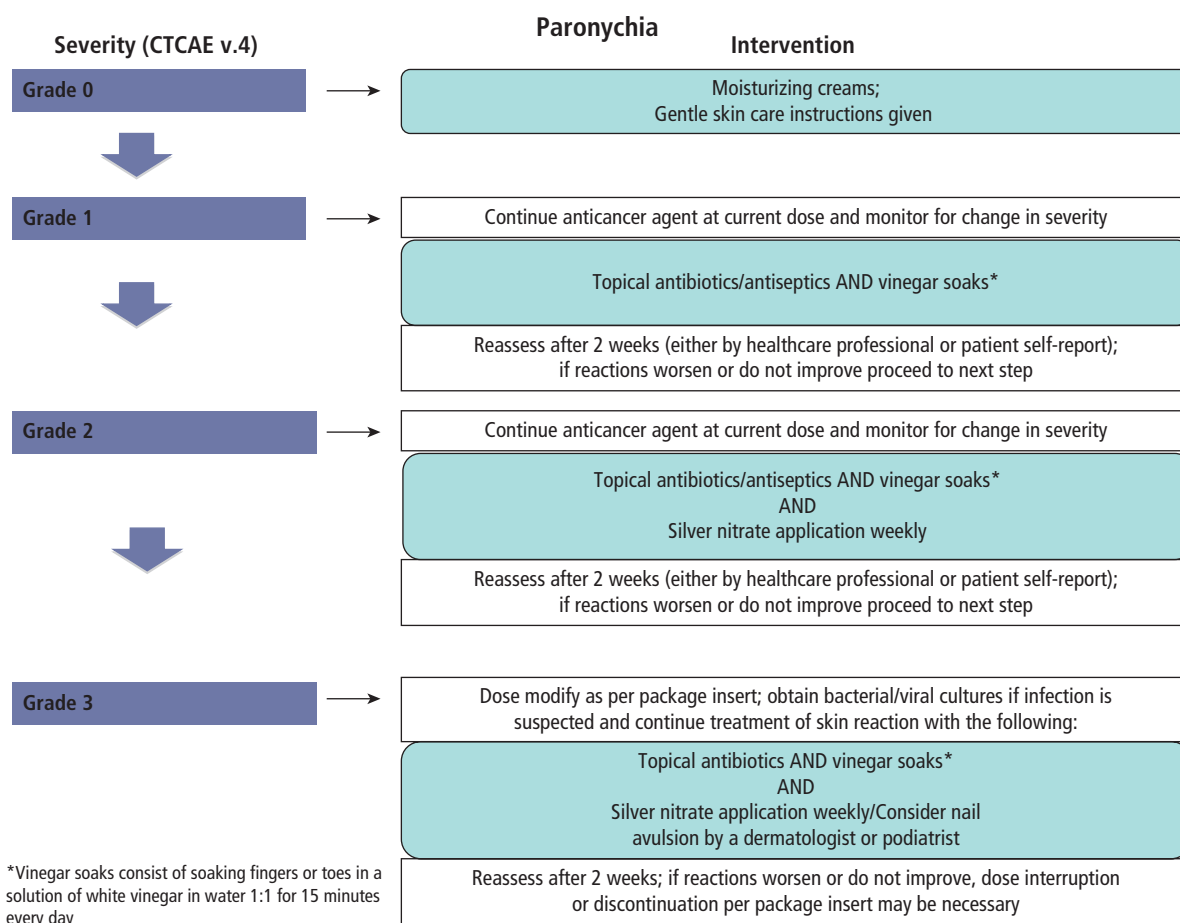 Paronychia
Severity (CTCAE v.4)
Intervention
Grade 0
Moisturizing creams;
Gentle skin care instructions given
Grade 1
Continue anticancer agent at current dose and monitor for change in severity
Topical antibiotics/antiseptics AND vinegar soaks*
Reassess after 2 weeks (either by healthcare professional or patient self-report);
if reactions worsen or do not improve proceed to next step
Grade 2
Continue anticancer agent at current dose and monitor for change in severity
Topical antibiotics/antiseptics AND vinegar soaks*
AND
Silver nitrate application weekly
Reassess after 2 weeks (either by healthcare professional or patient self-report);
if reactions worsen or do not improve proceed to next step
Grade 3
Dose modify as per package insert; obtain bacterial/viral cultures if infection is
suspected and continue treatment of skin reaction with the following:
Topical antibiotics AND vinegar soaks*
AND
Silver nitrate application weekly/Consider nail
avulsion by a dermatologist or podiatrist
Reassess after 2 weeks; if reactions worsen or do not improve, dose interruption
or discontinuation per package insert may be necessary
*Vinegar soaks consist of soaking fingers or toes in a
solution of white vinegar in water 1:1 for 15 minutes
every day